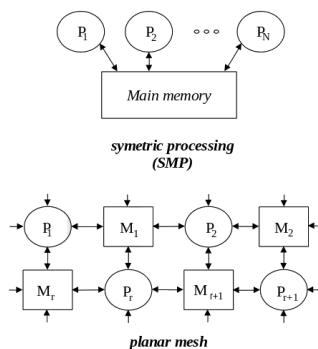 P1 P2 ○○○ PN
Main memory
symetric processing
(SMP)
P1 M1 P2 M2
Mr Pr Mr+1 Pr+1
planar mesh